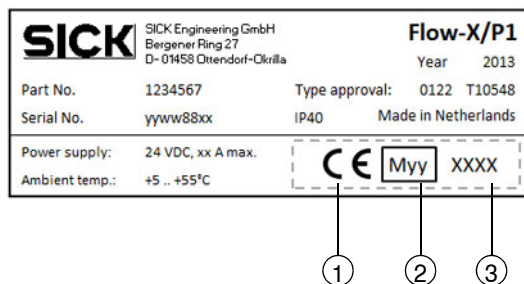 SICK
SICK Engineering GmbH
Bergener Ring 27
D- 01458 Ottendorf-Okrilla
Flow-X/P1
Year 2013
Part No. 1234567
Type approval: 0122 T10548
Serial No. yyww88xx
IP40 Made in Netherlands
Power supply: 24 VDC, xx A max.
Ambient temp.: +5 .. +55°C
CE Myy XXXX
1 2 3